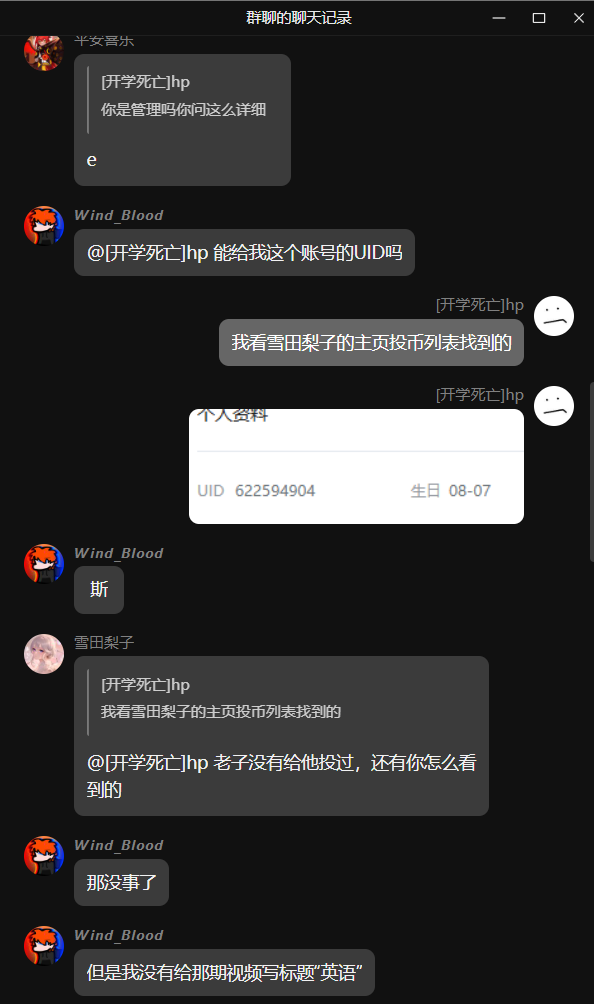 群聊的聊天记录
平安喜乐
[开学死亡]hp
你是管理吗你问这么详细
e
Wind_Blood
@[开学死亡]hp 能给我这个账号的UID吗
[开学死亡]hp
我看雪田梨子的主页投币列表找到的
[开学死亡]hp
个人资料
UID 622594904 生日 08-07
Wind_Blood
斯
雪田梨子
[开学死亡]hp
我看雪田梨子的主页投币列表找到的
@[开学死亡]hp 老子没有给他投过，还有你怎么看
到的
Wind_Blood
那没事了
Wind_Blood
但是我没有给那期视频写标题“英语”